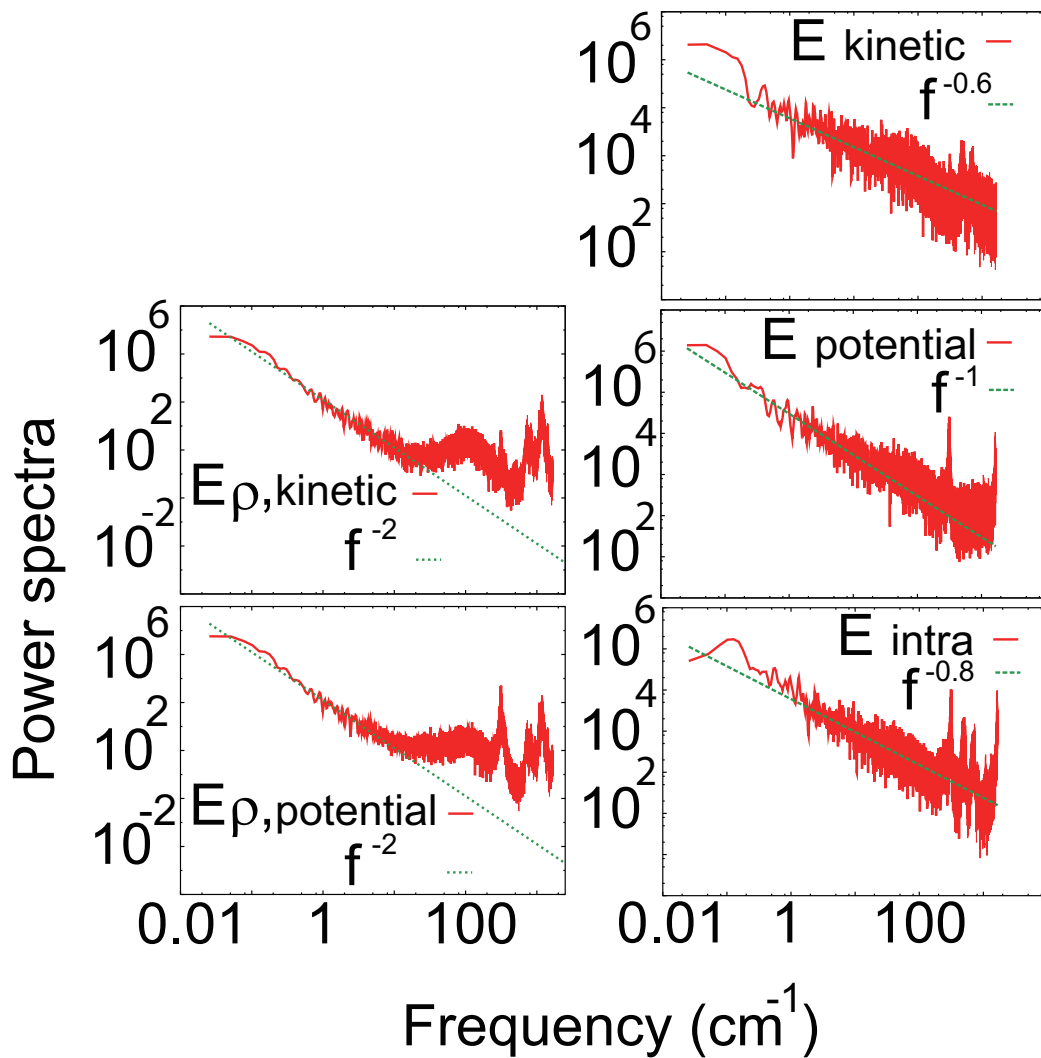 Power spectra
10^6
10^4
10^2
E kinetic
f^-0.6
10^6
10^2
10^-2
E ρ,kinetic
f^-2
10^6
10^4
10^2
E potential
f^-1
10^6
10^2
10^-2
E ρ,potential
f^-2
0.01 1 100
10^6
10^4
10^2
E intra
f^-0.8
0.01 1 100
Frequency (cm^-1)